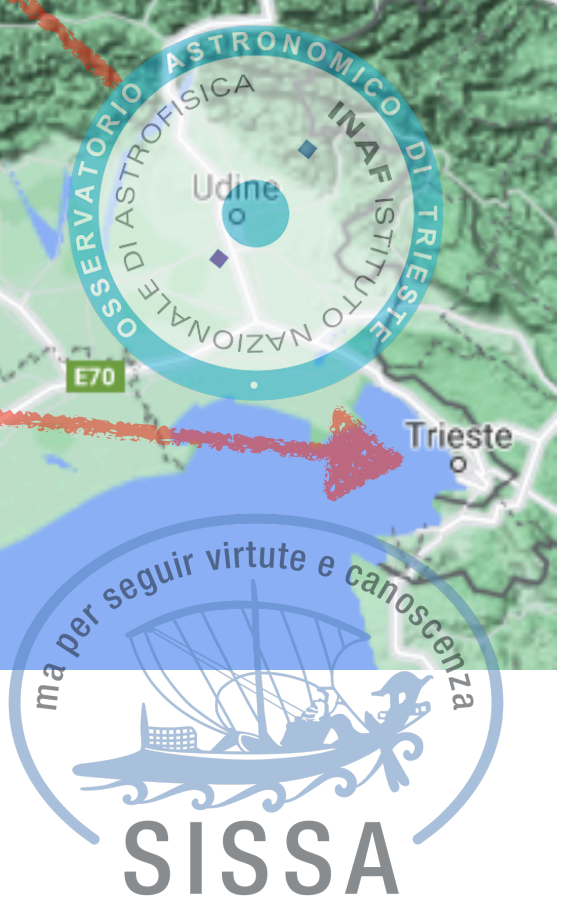 OSSERVATORIO ASTRONOMICO DI TRIESTE
INAF ISTITUTO NAZIONALE DI ASTROFISICA
Udine
E70
Trieste
ma per seguir virtute e canoscenza
SISSA